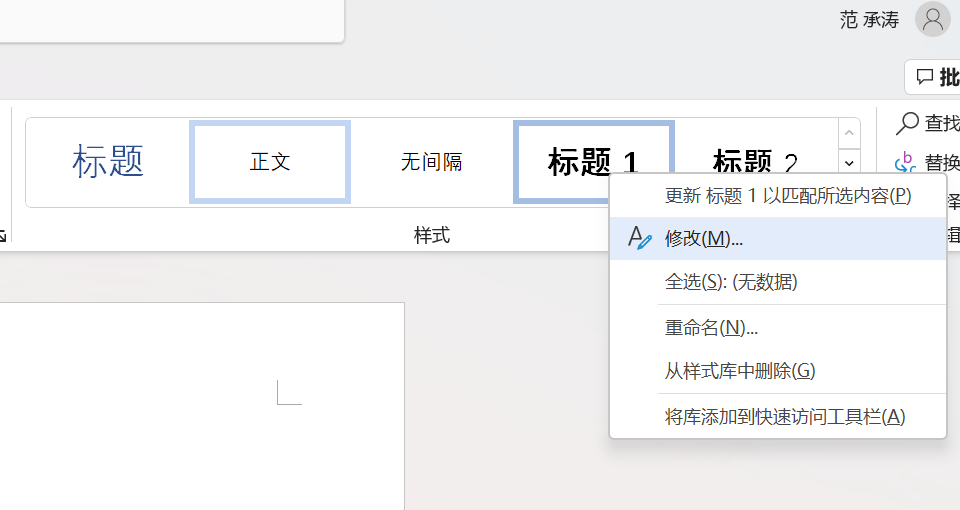 范 承涛
批
标题
正文
无间隔
标题 1
标题 2
查找
替换
样式
更新 标题 1 以匹配所选内容(P)
修改(M)...
全选(S): (无数据)
重命名(N)...
从样式库中删除(G)
将库添加到快速访问工具栏(A)